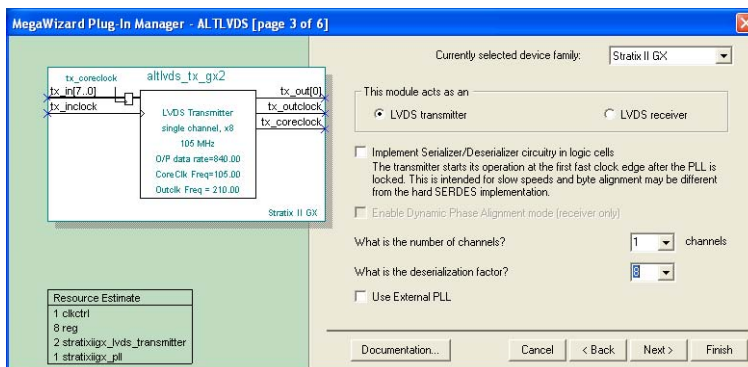 MegaWizard Plug-In Manager - ALTLVDS [page 3 of 6]
Currently selected device family:
Stratix II GX
tx_coreclock
altlvds_tx_gx2
tx_in[7..0]
tx_inclock
tx_out[0]
tx_outclock
tx_coreclock
LVDS Transmitter
single channel, x8
105 MHz
O/P data rate=840.00
CoreClk Freq=105.00
Outclk Freq = 210.00
Stratix II GX
This module acts as an
LVDS transmitter
LVDS receiver
Implement Serializer/Deserializer circuitry in logic cells
The transmitter starts its operation at the first fast clock edge after the PLL is
locked. This is intended for slow speeds and byte alignment may be different
from the hard SERDES implementation.
Enable Dynamic Phase Alignment mode (receiver only)
What is the number of channels?
1
channels
What is the deserialization factor?
8
Use External PLL
Resource Estimate
1 clkctrl
8 reg
2 stratixiigx_lvds_transmitter
1 stratixiigx_pll
Documentation...
Cancel
< Back
Next >
Finish